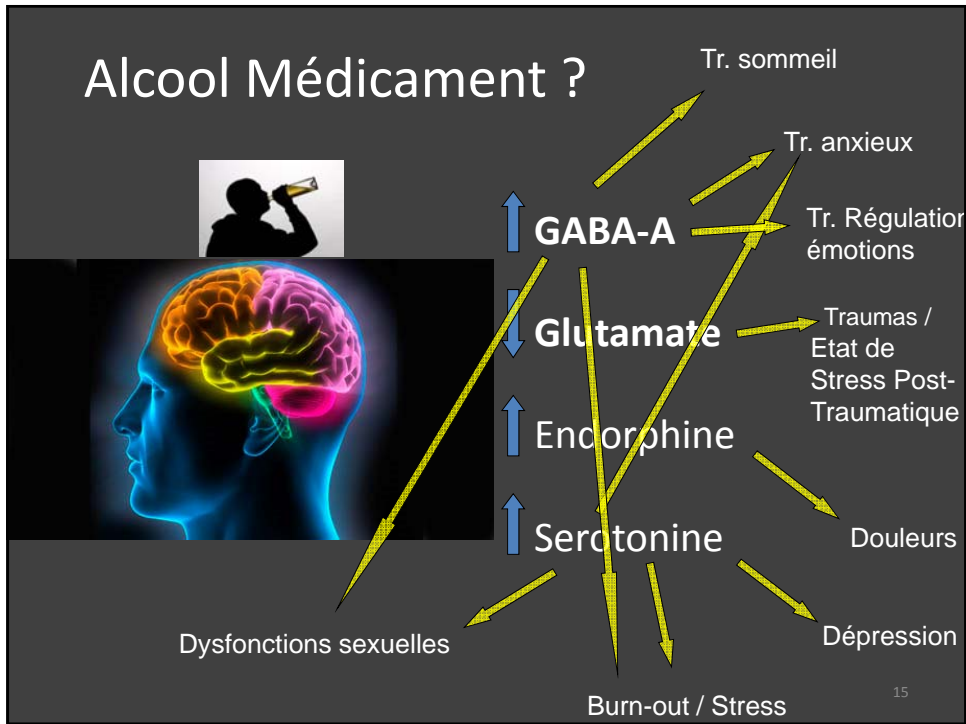 Alcool Médicament ?
Tr. sommeil
Tr. anxieux
GABA-A
Tr. Régulation
émotions
Glutamate
Traumas /
Etat de
Stress Post-
Traumatique
Endorphine
Serotonine
Douleurs
Dépression
Dysfonctions sexuelles
Burn-out / Stress
15